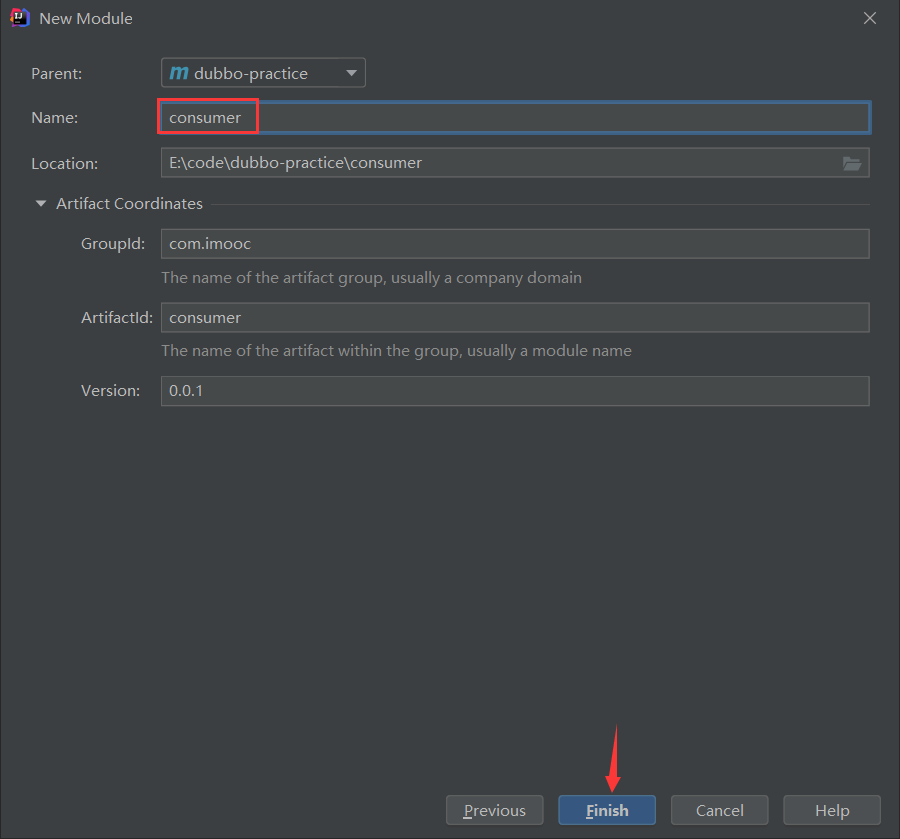 New Module
Parent: m dubbo-practice
Name: consumer
Location: E:\code\dubbo-practice\consumer
Artifact Coordinates
GroupId: com.imooc
The name of the artifact group, usually a company domain
ArtifactId: consumer
The name of the artifact within the group, usually a module name
Version: 0.0.1
Previous Finish Cancel Help